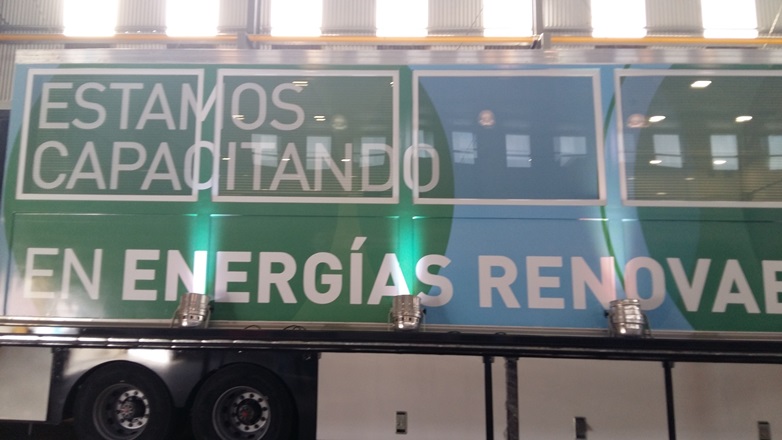 ESTAMOS
CAPACITANDO
EN ENERGÍAS RENOVAB